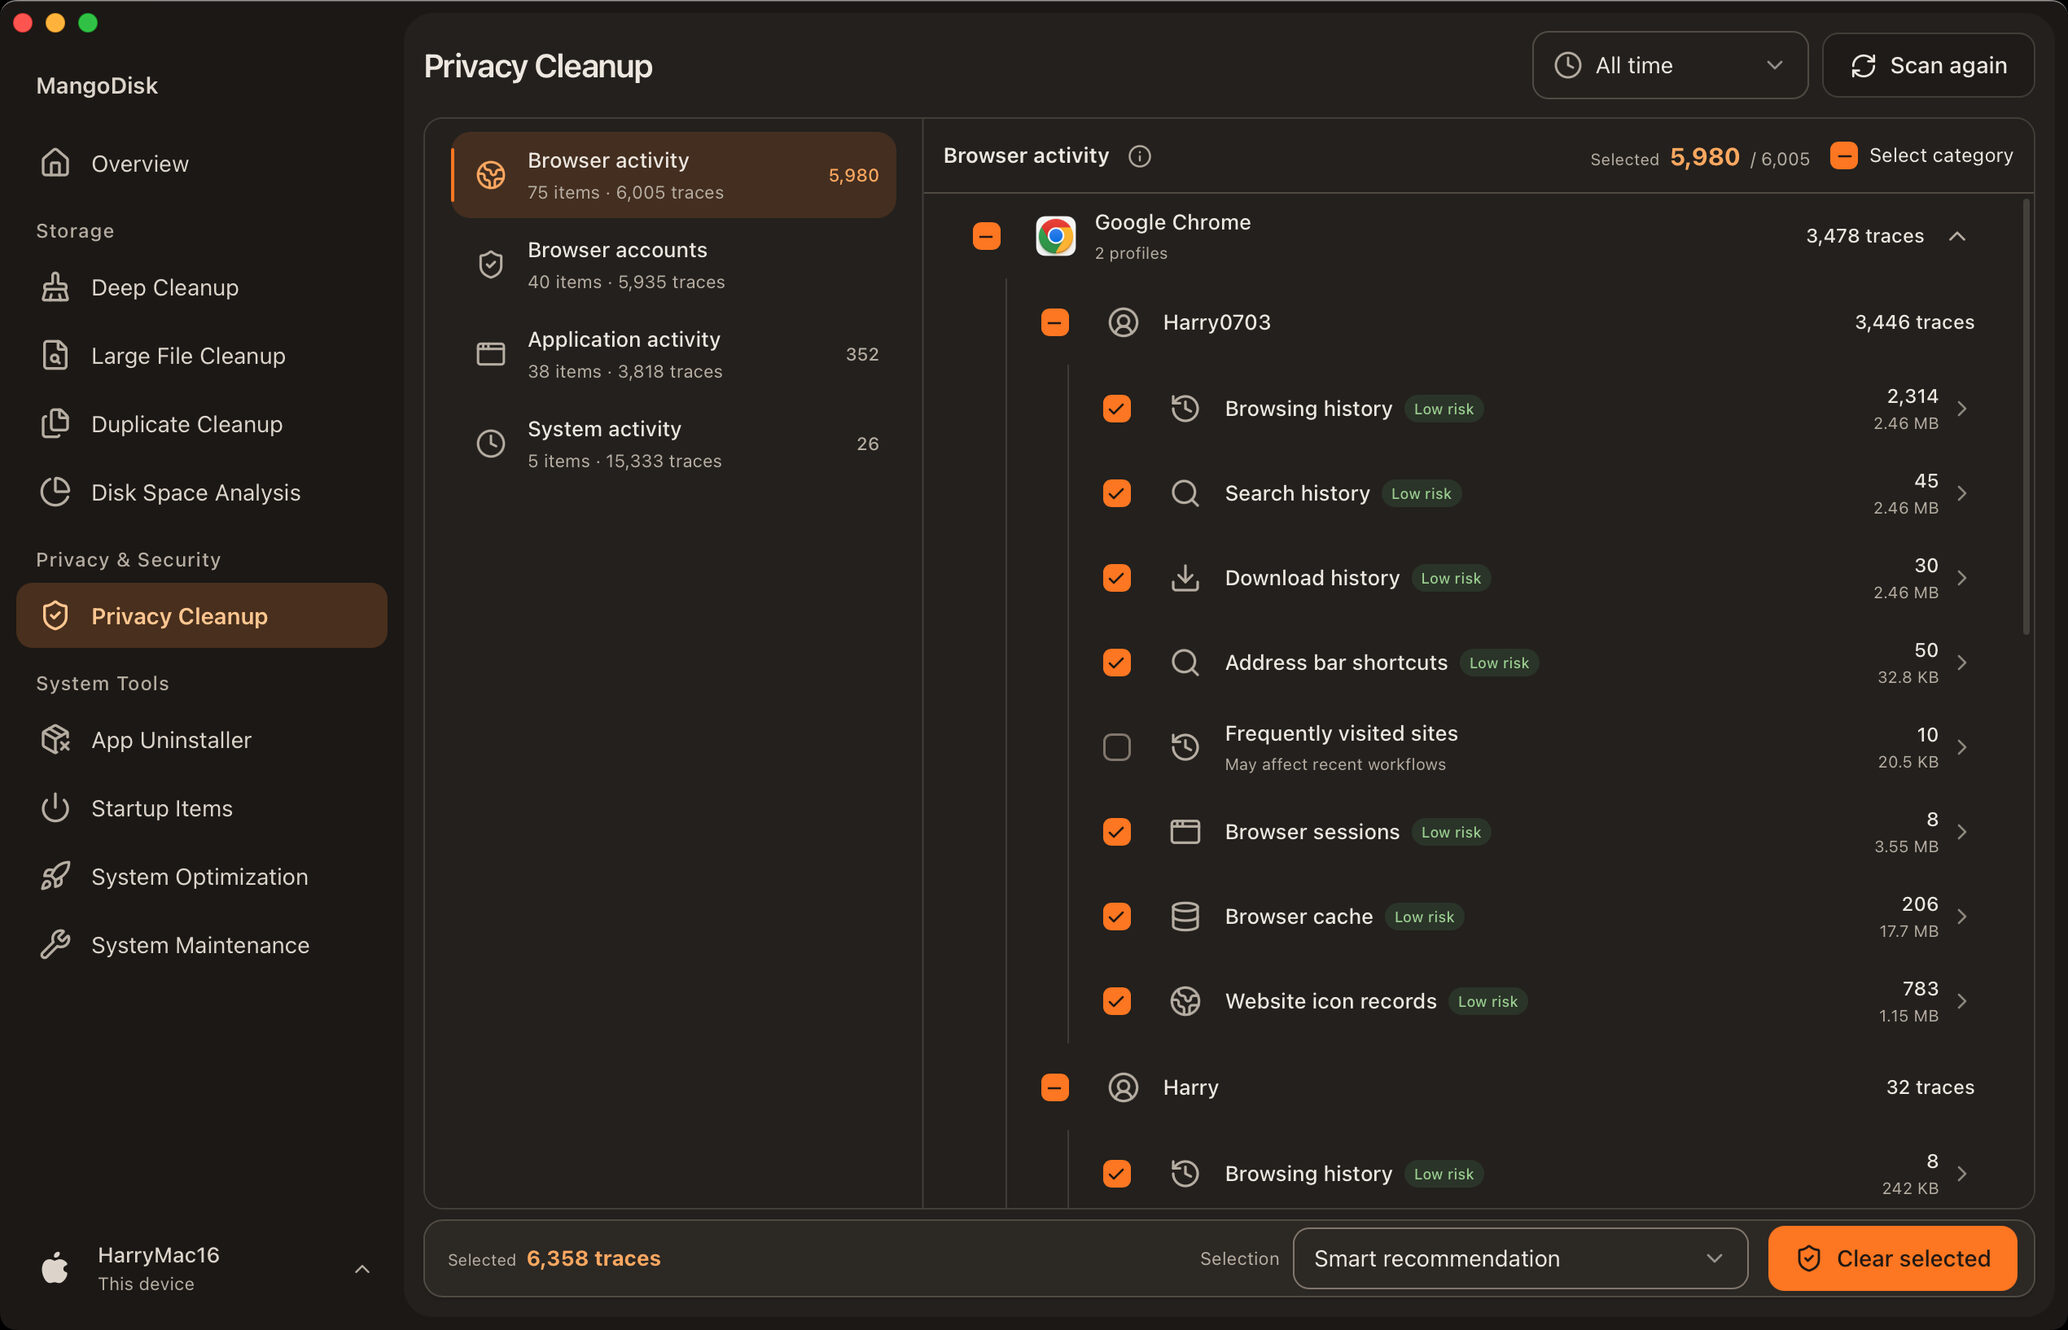 MangoDisk
Overview
Storage
Deep Cleanup
Large File Cleanup
Duplicate Cleanup
Disk Space Analysis
Privacy & Security
Privacy Cleanup
System Tools
App Uninstaller
Startup Items
System Optimization
System Maintenance
HarryMac16
This device
Privacy Cleanup
All time
Scan again
Browser activity
75 items · 6,005 traces
5,980
Browser accounts
40 items · 5,935 traces
Application activity
38 items · 3,818 traces
352
System activity
5 items · 15,333 traces
26
Browser activity
Selected 5,980 / 6,005
Select category
Google Chrome
2 profiles
3,478 traces
Harry0703
3,446 traces
Browsing history Low risk
2,314
2.46 MB
Search history Low risk
45
2.46 MB
Download history Low risk
30
2.46 MB
Address bar shortcuts Low risk
50
32.8 KB
Frequently visited sites
May affect recent workflows
10
20.5 KB
Browser sessions Low risk
8
3.55 MB
Browser cache Low risk
206
17.7 MB
Website icon records Low risk
783
1.15 MB
Harry
32 traces
Browsing history Low risk
8
242 KB
Selected 6,358 traces
Selection
Smart recommendation
Clear selected